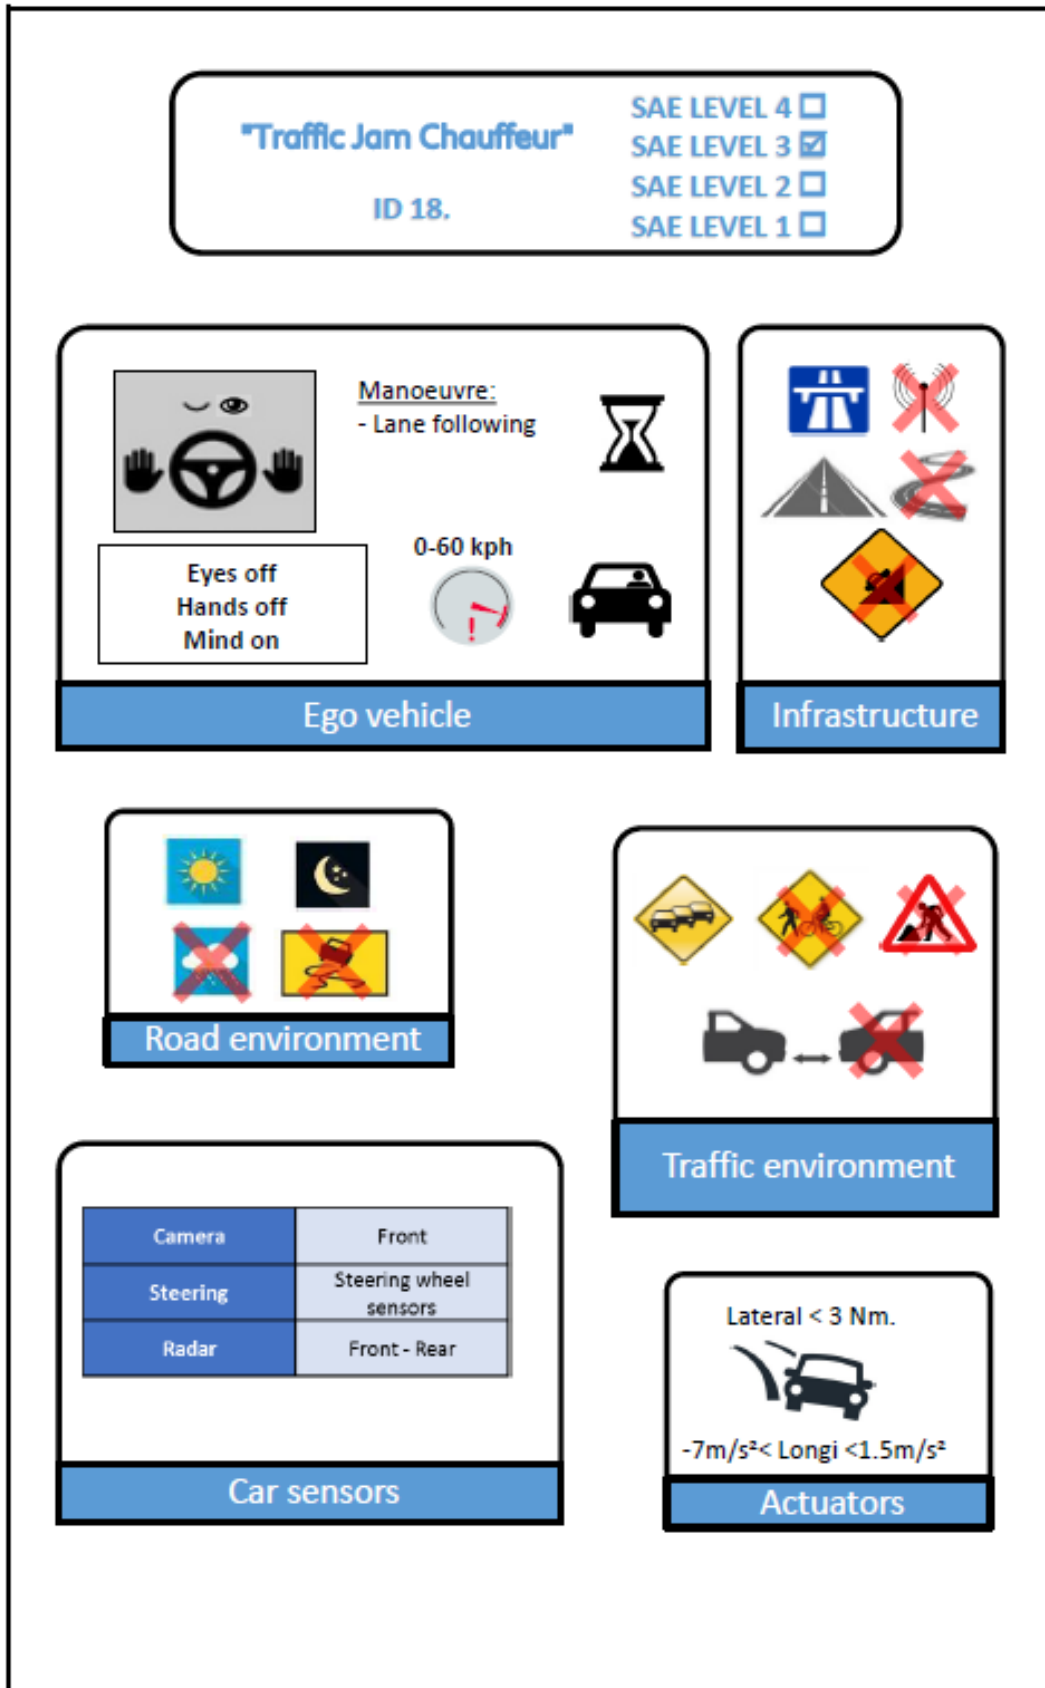 "Traffic Jam Chauffeur"
ID 18.
SAE LEVEL 4 ☐
SAE LEVEL 3 ☑
SAE LEVEL 2 ☐
SAE LEVEL 1 ☐
Manoeuvre:
- Lane following
0-60 kph
Eyes off
Hands off
Mind on
Ego vehicle
Infrastructure
Road environment
Traffic environment
Camera
Front
Steering
Steering wheel
sensors
Radar
Front - Rear
Car sensors
Lateral < 3 Nm.
-7m/s²< Longi <1.5m/s²
Actuators